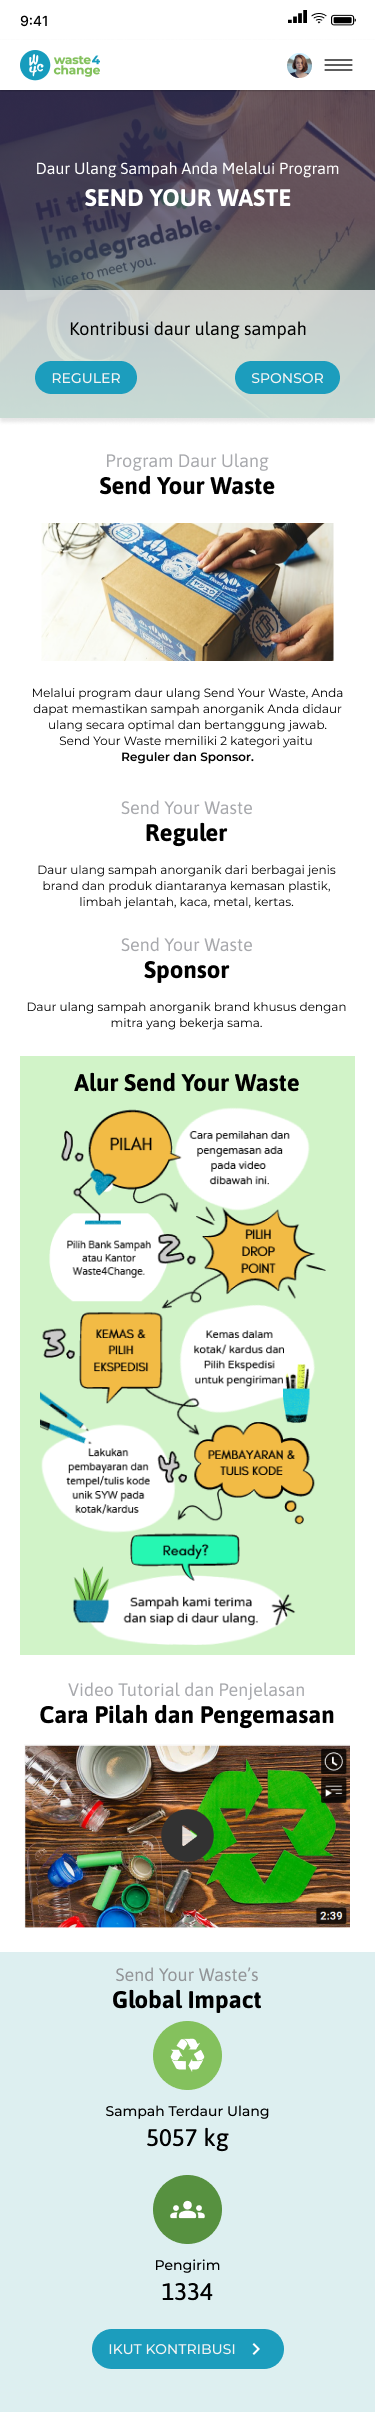 9:41
waste4
change
Daur Ulang Sampah Anda Melalui Program
SEND YOUR WASTE
Hi th
I'm fully
biodegradable.
Nice to meet you.
Kontribusi daur ulang sampah
REGULER
SPONSOR
Program Daur Ulang
Send Your Waste
BEAST
Melalui program daur ulang Send Your Waste, Anda
dapat memastikan sampah anorganik Anda didaur
ulang secara optimal dan bertanggung jawab.
Send Your Waste memiliki 2 kategori yaitu
Reguler dan Sponsor.
Send Your Waste
Reguler
Daur ulang sampah anorganik dari berbagai jenis
brand dan produk diantaranya kemasan plastik,
limbah jelantah, kaca, metal, kertas.
Send Your Waste
Sponsor
Daur ulang sampah anorganik brand khusus dengan
mitra yang bekerja sama.
Alur Send Your Waste
1.
PILAH
Cara pemilahan dan
pengemasan ada
pada video
dibawah ini.
Pilih Bank Sampah
atau Kantor
Waste4Change.
2.
PILIH
DROP
POINT
3.
KEMAS &
PILIH
EKSPEDISI
Kemas dalam
kotak/ kardus dan
Pilih Ekspedisi
untuk pengiriman
Lakukan
pembayaran dan
tempel/tulis kode
unik SYW pada
kotak/kardus
4.
PEMBAYARAN &
TULIS KODE
Ready?
Sampah kami terima
dan siap di daur ulang.
Video Tutorial dan Penjelasan
Cara Pilah dan Pengemasan
2:39
Send Your Waste's
Global Impact
Sampah Terdaur Ulang
5057 kg
Pengirim
1334
IKUT KONTRIBUSI